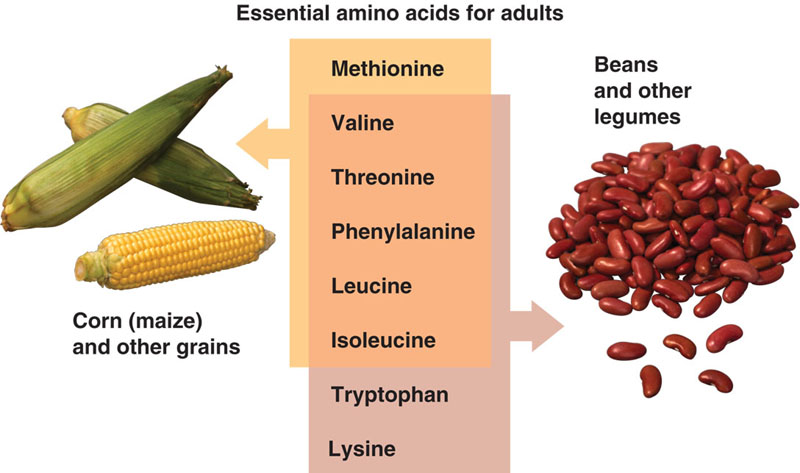 Essential amino acids for adults
Methionine
Valine
Threonine
Phenylalanine
Leucine
Isoleucine
Tryptophan
Lysine
Corn (maize)
and other grains
Beans
and other
legumes